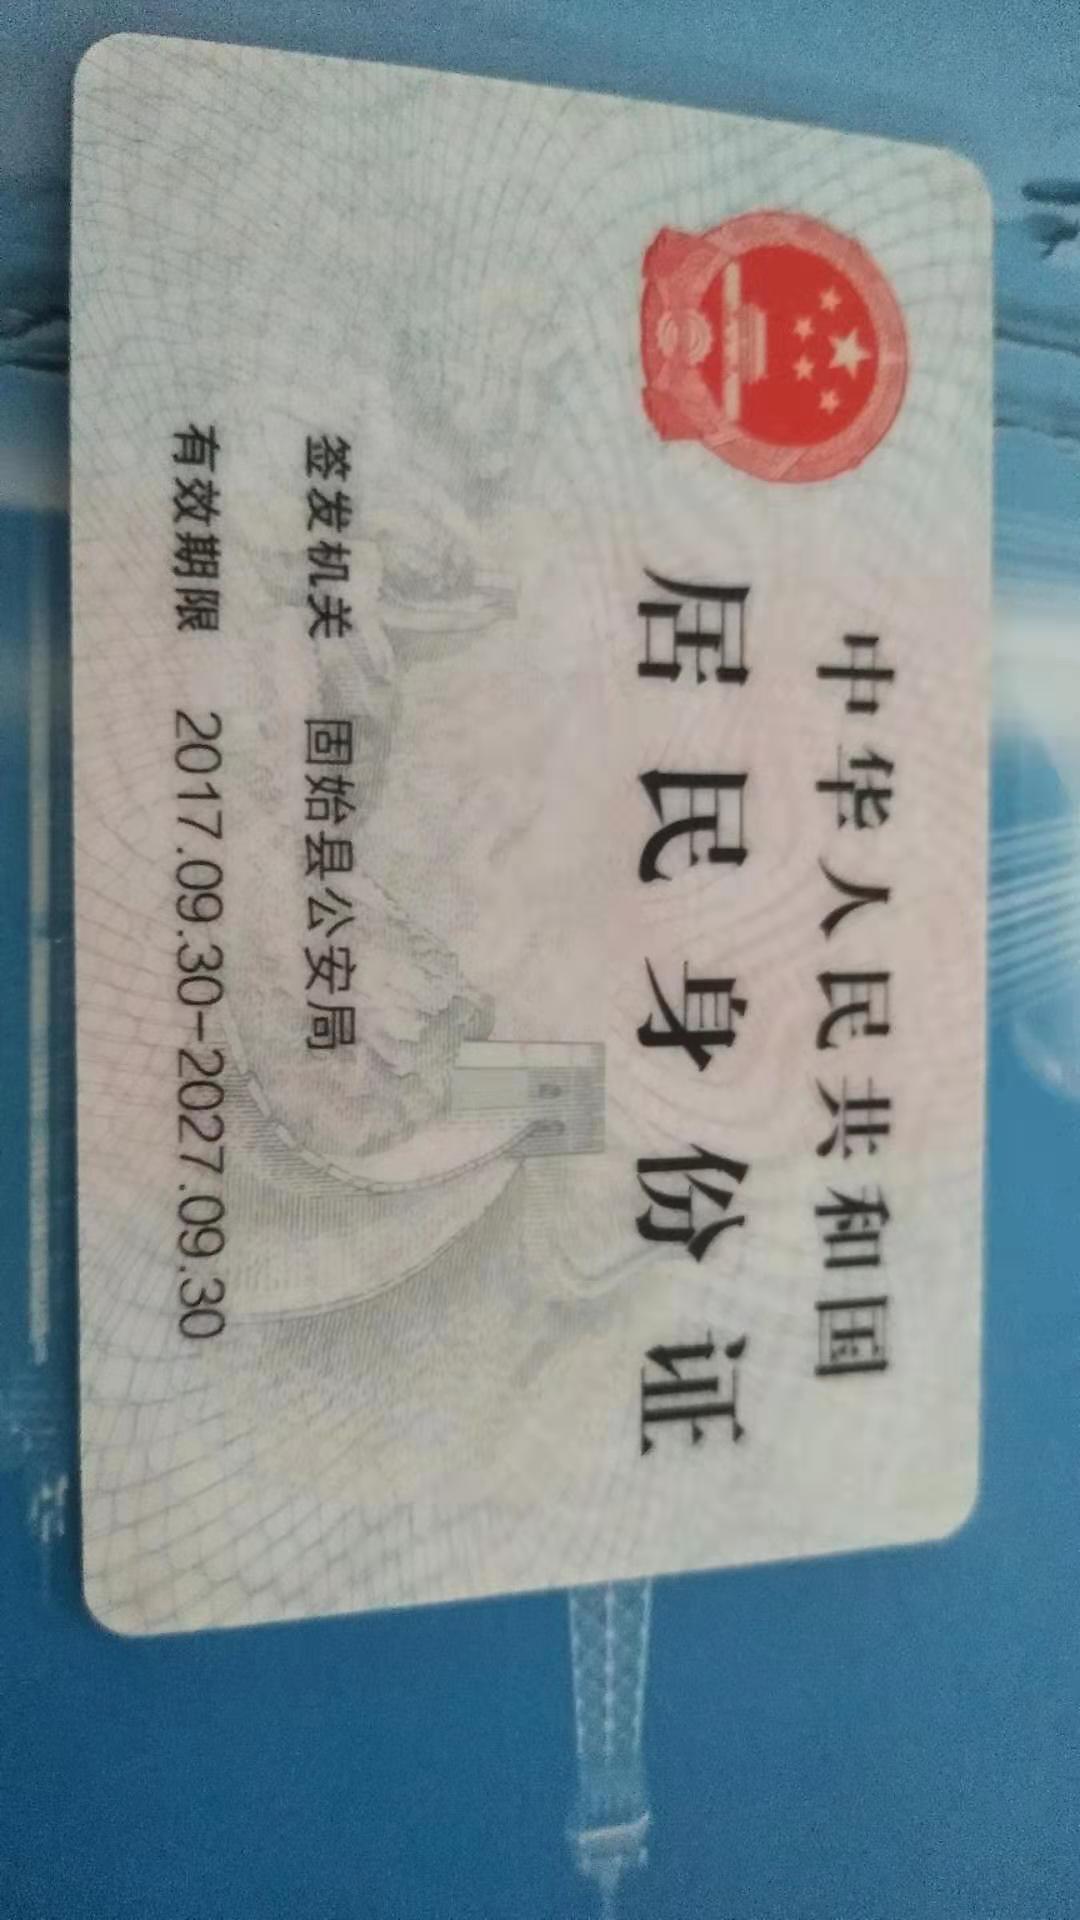 中华人民共和国
居民身份证
签发机关 固始县公安局
有效期限 2017.09.30-2027.09.30